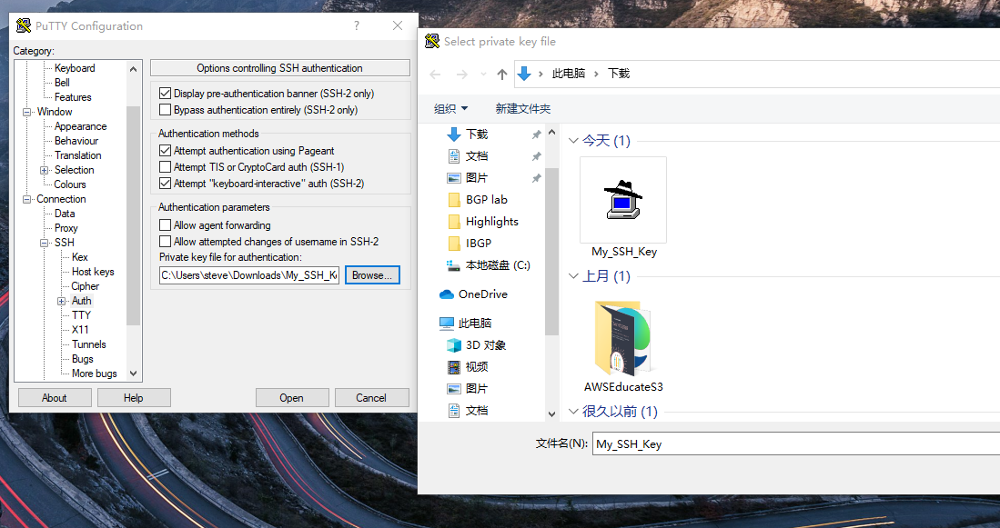 PuTTY Configuration
?
Category:
Keyboard
Bell
Features
Window
Appearance
Behaviour
Translation
Selection
Colours
Connection
Data
Proxy
SSH
Kex
Host keys
Cipher
Auth
TTY
X11
Tunnels
Bugs
More bugs
Options controlling SSH authentication
Display pre-authentication banner (SSH-2 only)
Bypass authentication entirely (SSH-2 only)
Authentication methods
Attempt authentication using Pageant
Attempt TIS or CryptoCard auth (SSH-1)
Attempt "keyboard-interactive" auth (SSH-2)
Authentication parameters
Allow agent forwarding
Allow attempted changes of username in SSH-2
Private key file for authentication:
C:\Users\steve\Downloads\My_SSH_K
Browse...
About
Help
Open
Cancel
Select private key file
此电脑 › 下载
组织
新建文件夹
下载
文档
图片
BGP lab
Highlights
IBGP
本地磁盘 (C:)
OneDrive
此电脑
3D 对象
视频
图片
文档
今天 (1)
My_SSH_Key
上月 (1)
AWSEducateS3
很久以前 (1)
文件名(N):
My_SSH_Key